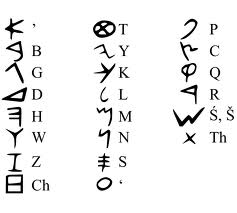 𐤀 ’
𐤁 B
𐤂 G
𐤃 D
𐤄 H
𐤅 W
𐤆 Z
𐤇 Ch
𐤈 T
𐤉 Y
𐤊 K
𐤋 L
𐤌 M
𐤍 N
𐤎 S
𐤏 ‘
𐤐 P
𐤑 C
𐤒 Q
𐤓 R
𐤔 Ś, Š
𐤕 Th